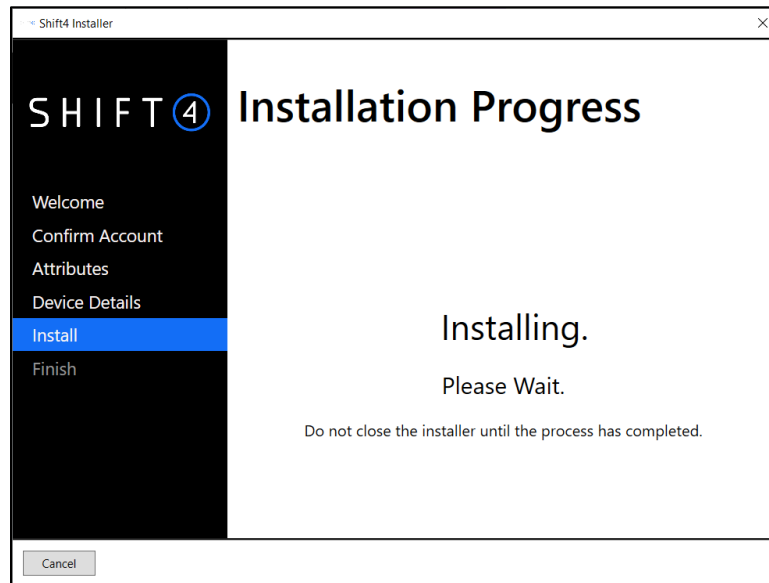 Shift4 Installer
SHIFT4
Installation Progress
Welcome
Confirm Account
Attributes
Device Details
Install
Finish
Installing.
Please Wait.
Do not close the installer until the process has completed.
Cancel